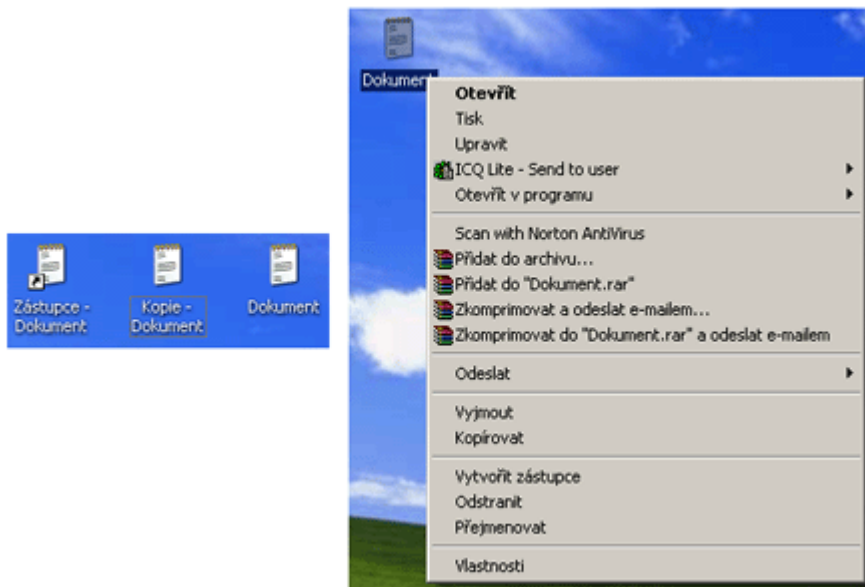 Zástupce -
Dokument
Kopie -
Dokument
Dokument
Dokument
Otevřít
Tisk
Upravit
ICQ Lite - Send to user
Otevřít v programu
Scan with Norton AntiVirus
Přidat do archivu...
Přidat do "Dokument.rar"
Zkomprimovat a odeslat e-mailem...
Zkomprimovat do "Dokument.rar" a odeslat e-mailem
Odeslat
Vyjmout
Kopírovat
Vytvořit zástupce
Odstranit
Přejmenovat
Vlastnosti